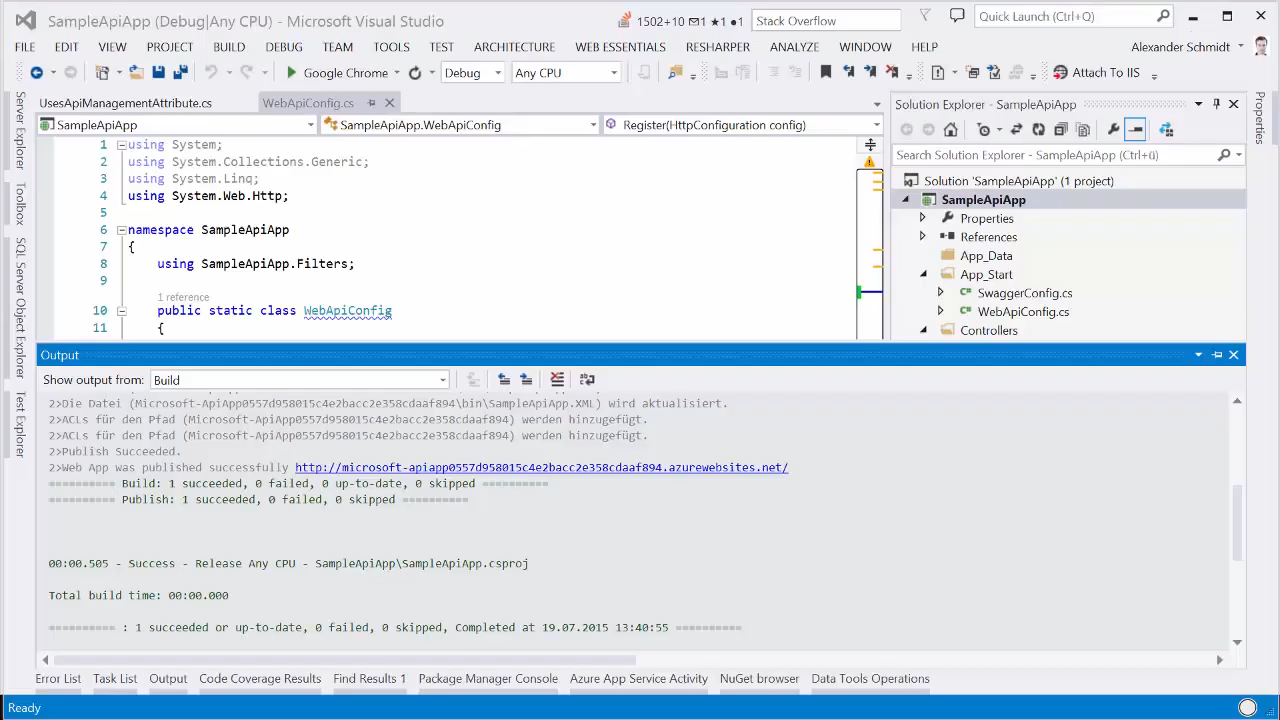 SampleApiApp (Debug|Any CPU) - Microsoft Visual Studio
1502+10 1 ★1 ●1
Stack Overflow
Quick Launch (Ctrl+Q)
FILE EDIT VIEW PROJECT BUILD DEBUG TEAM TOOLS TEST ARCHITECTURE WEB ESSENTIALS RESHARPER ANALYZE WINDOW HELP
Alexander Schmidt
Google Chrome Debug Any CPU Attach To IIS
Server Explorer
Toolbox
SQL Server Object Explorer
Test Explorer
UsesApiManagementAttribute.cs WebApiConfig.cs
SampleApiApp SampleApiApp.WebApiConfig Register(HttpConfiguration config)
1 using System;
2 using System.Collections.Generic;
3 using System.Linq;
4 using System.Web.Http;
5
6 namespace SampleApiApp
7 {
8 using SampleApiApp.Filters;
9
1 reference
10 public static class WebApiConfig
11 {
Solution Explorer - SampleApiApp
Search Solution Explorer - SampleApiApp (Ctrl+ü)
Solution 'SampleApiApp' (1 project)
SampleApiApp
Properties
References
App_Data
App_Start
C# SwaggerConfig.cs
C# WebApiConfig.cs
Controllers
Properties
Output
Show output from: Build
2>Die Datei (Microsoft-ApiApp0557d958015c4e2bacc2e358cdaaf894\bin\SampleApiApp.XML) wird aktualisiert.
2>ACLs für den Pfad (Microsoft-ApiApp0557d958015c4e2bacc2e358cdaaf894) werden hinzugefügt.
2>ACLs für den Pfad (Microsoft-ApiApp0557d958015c4e2bacc2e358cdaaf894) werden hinzugefügt.
2>Publish Succeeded.
2>Web App was published successfully http://microsoft-apiapp0557d958015c4e2bacc2e358cdaaf894.azurewebsites.net/
========== Build: 1 succeeded, 0 failed, 0 up-to-date, 0 skipped ==========
========== Publish: 1 succeeded, 0 failed, 0 skipped ==========
00:00.505 - Success - Release Any CPU - SampleApiApp\SampleApiApp.csproj
Total build time: 00:00.000
========== : 1 succeeded or up-to-date, 0 failed, 0 skipped, Completed at 19.07.2015 13:40:55 ==========
Error List Task List Output Code Coverage Results Find Results 1 Package Manager Console Azure App Service Activity NuGet browser Data Tools Operations
Ready